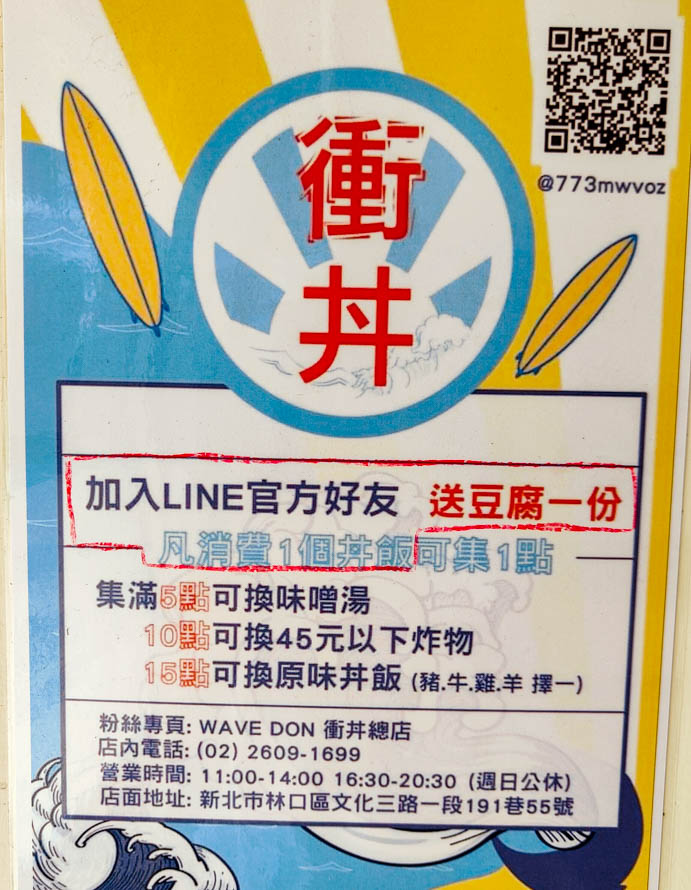 @773mwvoz
衝
丼
加入LINE官方好友 送豆腐一份
凡消費1個丼飯可集1點
集滿5點可換味噌湯
10點可換45元以下炸物
15點可換原味丼飯 (豬.牛.雞.羊 擇一)
粉絲專頁: WAVE DON 衝丼總店
店內電話: (02) 2609-1699
營業時間: 11:00-14:00 16:30-20:30 (週日公休)
店面地址: 新北市林口區文化三路一段191巷55號